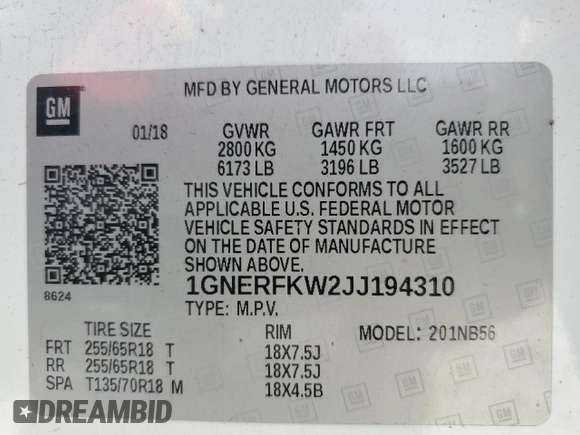 GM
MFD BY GENERAL MOTORS LLC
01/18 GVWR GAWR FRT GAWR RR
2800 KG 1450 KG 1600 KG
6173 LB 3196 LB 3527 LB
THIS VEHICLE CONFORMS TO ALL
APPLICABLE U.S. FEDERAL MOTOR
VEHICLE SAFETY STANDARDS IN EFFECT
ON THE DATE OF MANUFACTURE
SHOWN ABOVE.
8624
1GNERFKW2JJ194310
TYPE: M.P.V.
TIRE SIZE RIM MODEL: 201NB56
FRT 255/65R18 T 18X7.5J
RR 255/65R18 T 18X7.5J
SPA T135/70R18 M 18X4.5B
DREAMBID